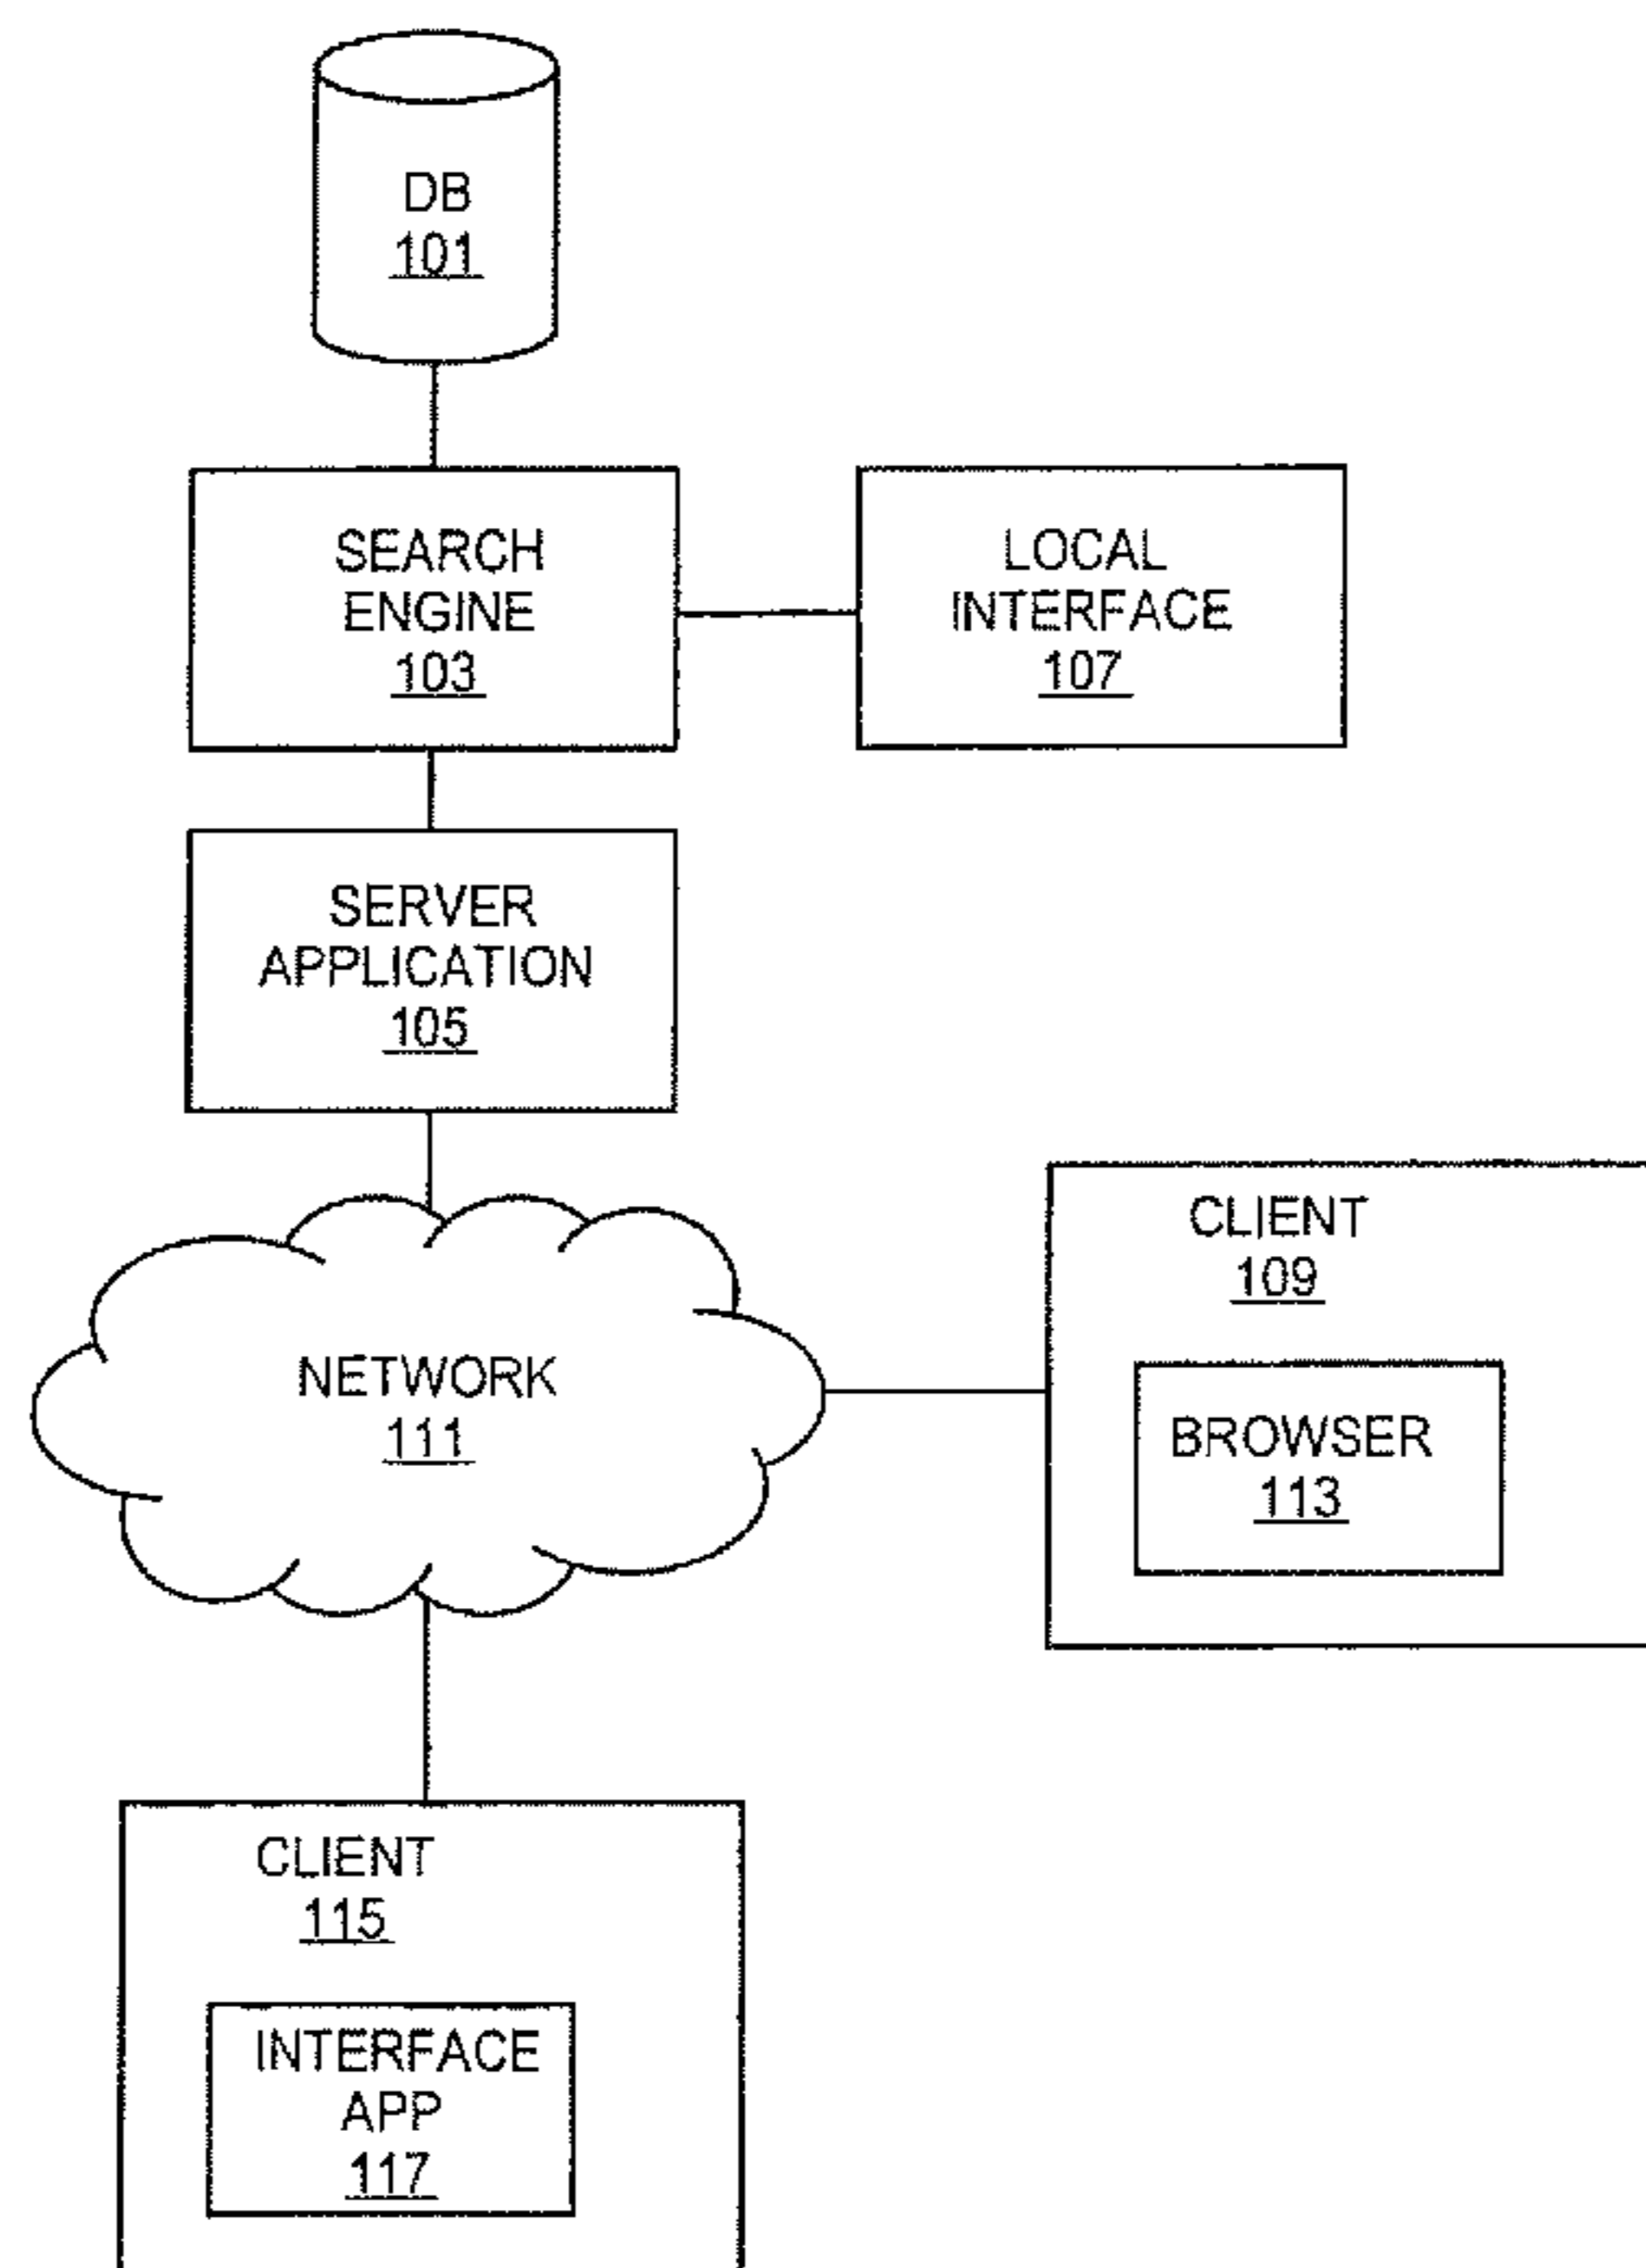 DB
101
SEARCH
ENGINE
103
LOCAL
INTERFACE
107
SERVER
APPLICATION
105
CLIENT
109
NETWORK
111
BROWSER
113
CLIENT
115
INTERFACE
APP
117